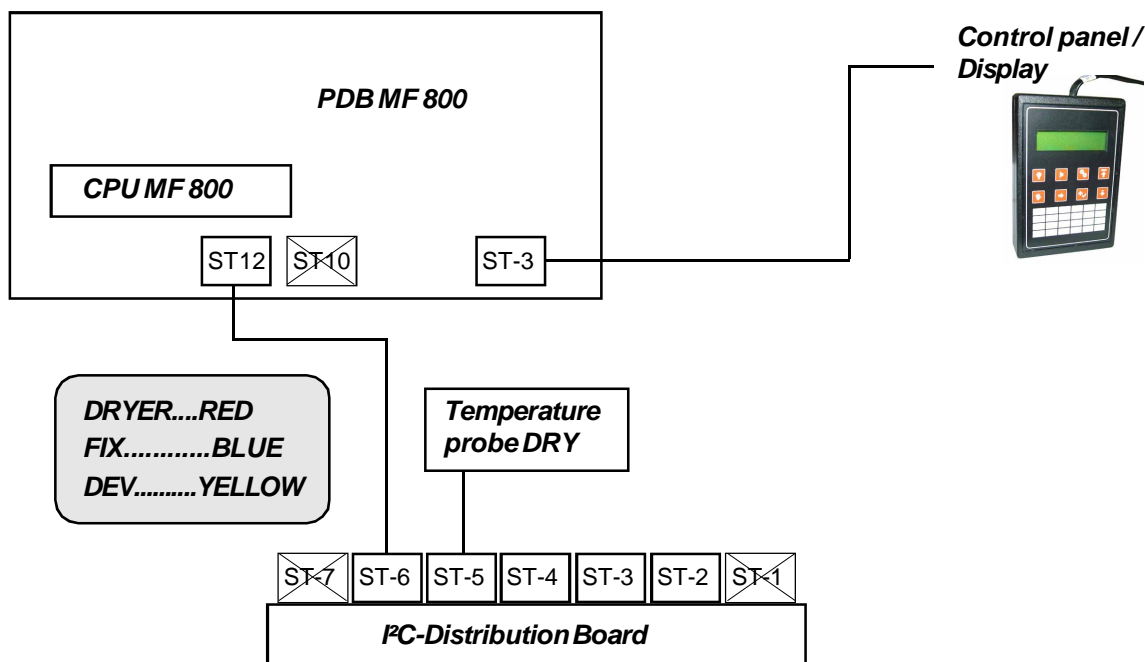 Control panel /
Display
PDB MF 800
CPU MF 800
ST12
ST10
ST-3
DRYER....RED
FIX............BLUE
DEV..........YELLOW
Temperature
probe DRY
ST-7
ST-6
ST-5
ST-4
ST-3
ST-2
ST-1
I²C-Distribution Board